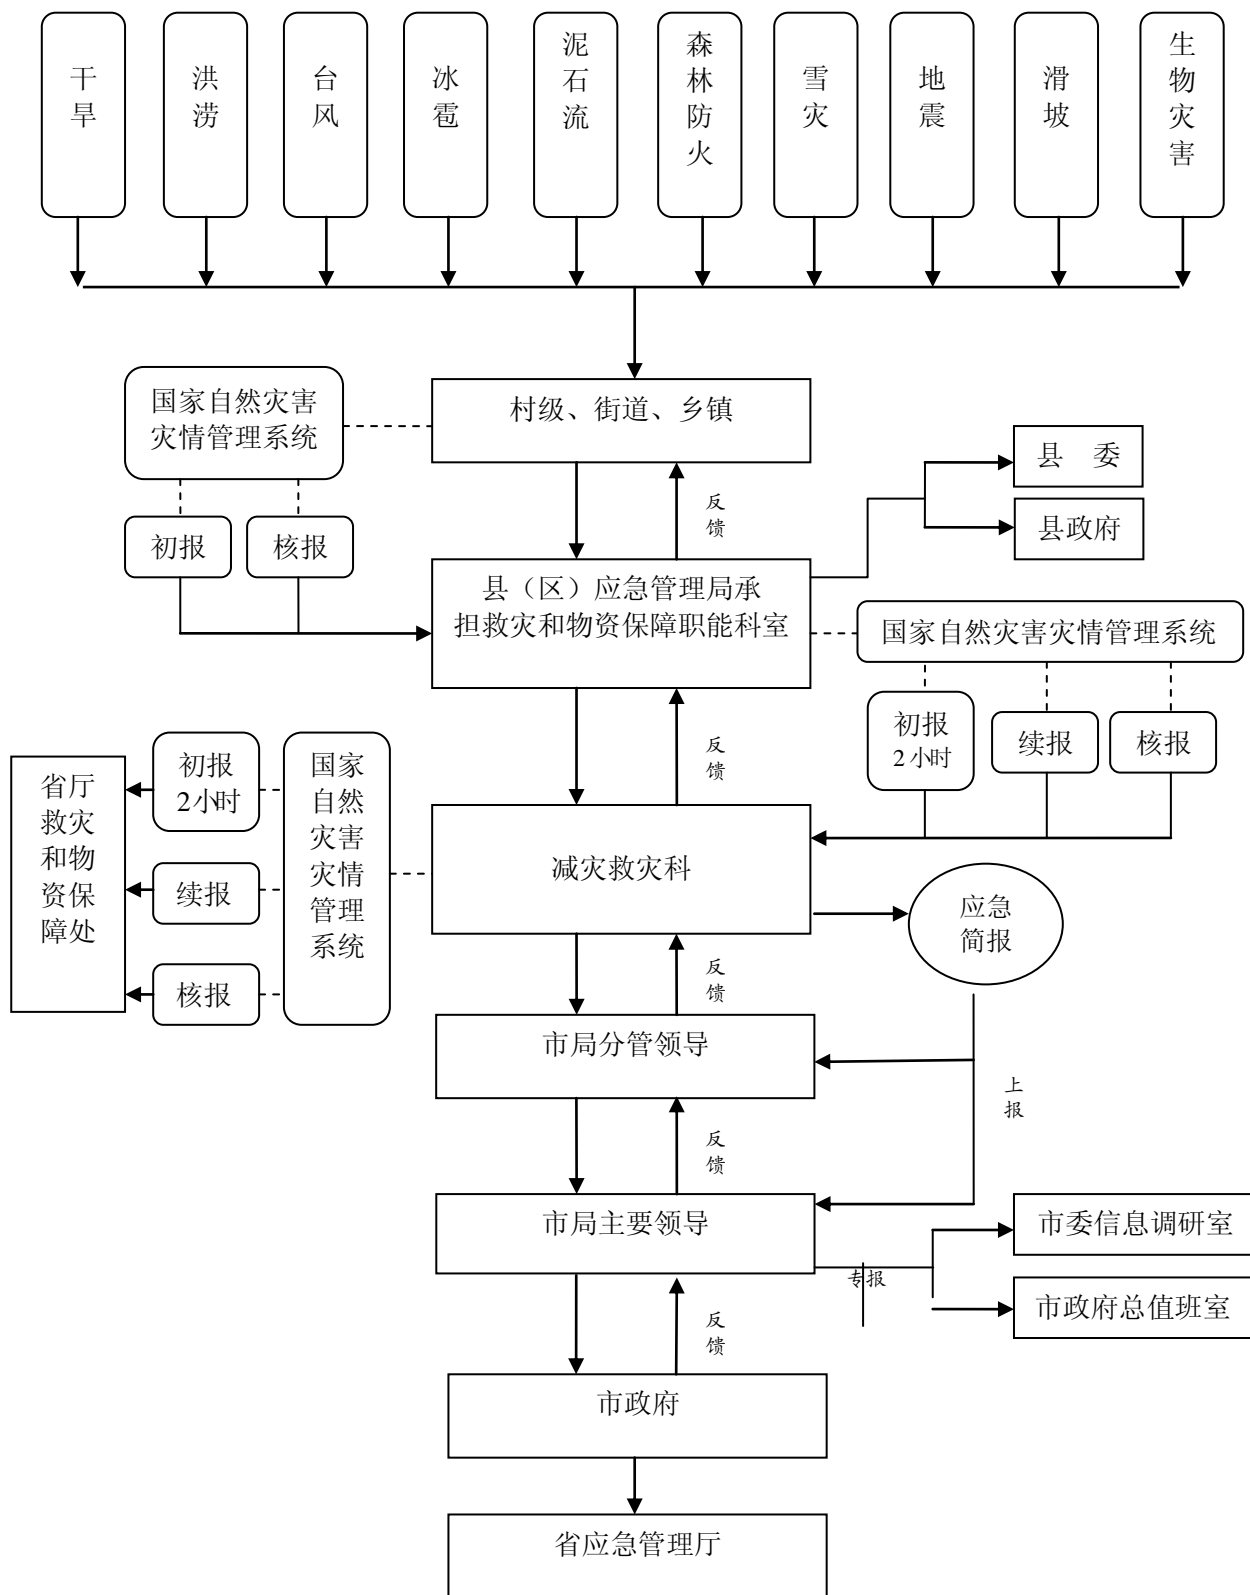 干旱
洪涝
台风
冰雹
泥石流
森林防火
雪灾
地震
滑坡
生物灾害
国家自然灾害
灾情管理系统
村级、街道、乡镇
县　委
县政府
反馈
初报
核报
县（区）应急管理局承
担救灾和物资保障职能科室
国家自然灾害灾情管理系统
初报
2小时
续报
核报
反馈
省厅
救灾
和物
资保
障处
初报
2小时
续报
核报
国家
自然
灾害
灾情
管理
系统
减灾救灾科
应急
简报
反馈
市局分管领导
上报
反馈
市局主要领导
专报
市委信息调研室
市政府总值班室
反馈
市政府
省应急管理厅